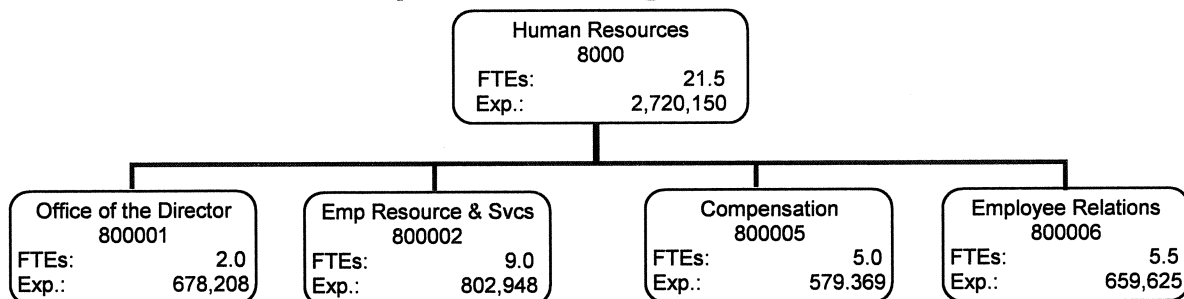 Human Resources
8000
FTEs: 21.5
Exp.: 2,720,150
Office of the Director
800001
FTEs: 2.0
Exp.: 678,208
Emp Resource & Svcs
800002
FTEs: 9.0
Exp.: 802,948
Compensation
800005
FTEs: 5.0
Exp.: 579.369
Employee Relations
800006
FTEs: 5.5
Exp.: 659,625